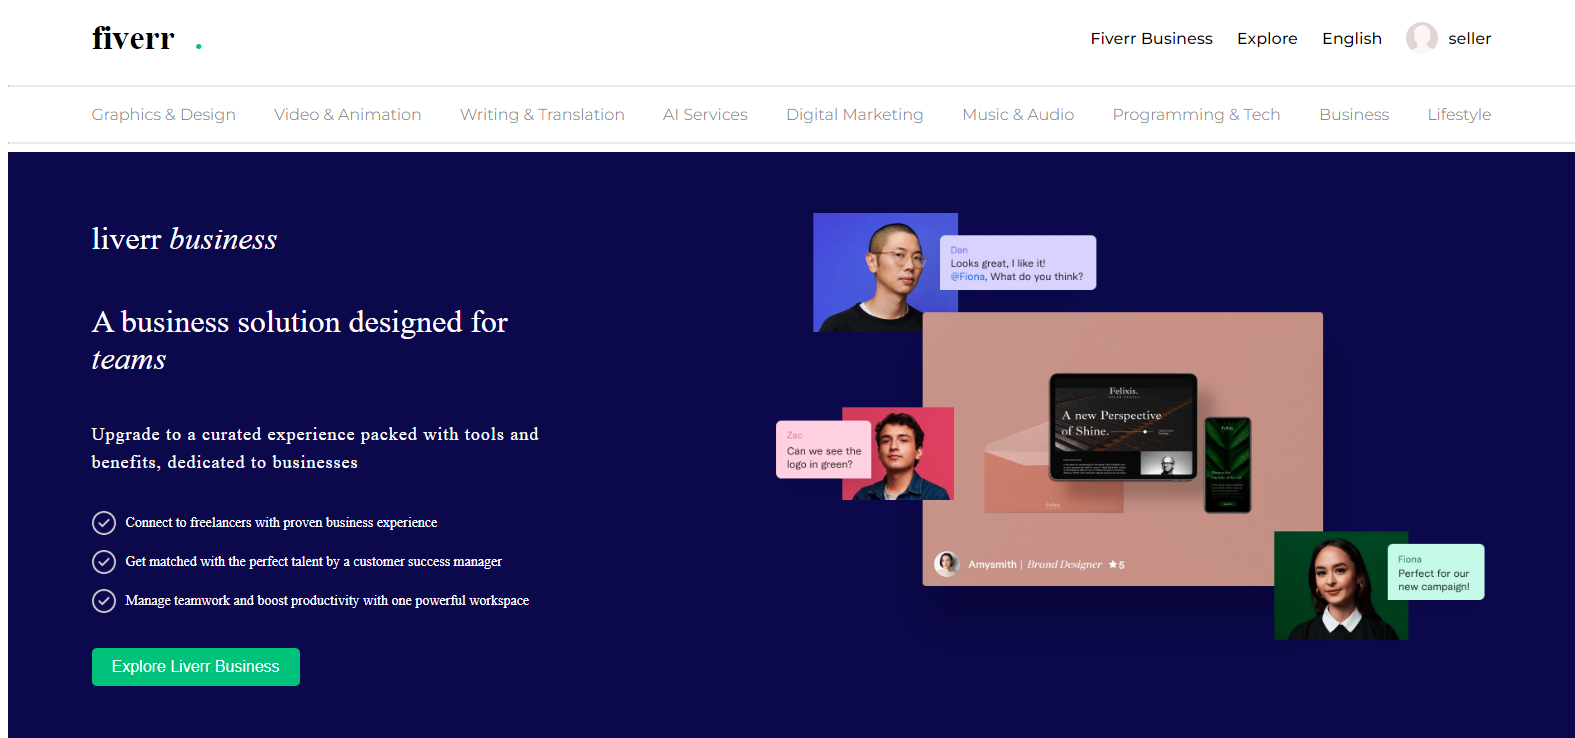 fiverr .
Fiverr Business Explore English seller
Graphics & Design Video & Animation Writing & Translation AI Services Digital Marketing Music & Audio Programming & Tech Business Lifestyle
liverr business
A business solution designed for
teams
Upgrade to a curated experience packed with tools and
benefits, dedicated to businesses
Connect to freelancers with proven business experience
Get matched with the perfect talent by a customer success manager
Manage teamwork and boost productivity with one powerful workspace
Explore Liverr Business
Dan
Looks great, I like it!
@Fiona, What do you think?
Zac
Can we see the
logo in green?
Felixis.
A new Perspective
of Shine.
Felixis.
Amysmith | Brand Designer ★5
Fiona
Perfect for our
new campaign!